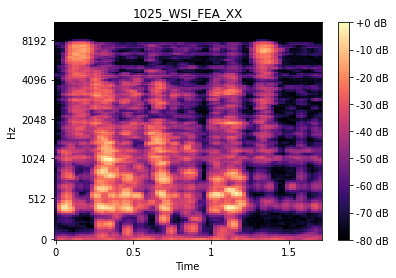 1025_WSI_FEA_XX
8192
4096
2048
1024
512
0
Hz
0
0.5
1
1.5
Time
+0 dB
-10 dB
-20 dB
-30 dB
-40 dB
-50 dB
-60 dB
-70 dB
-80 dB